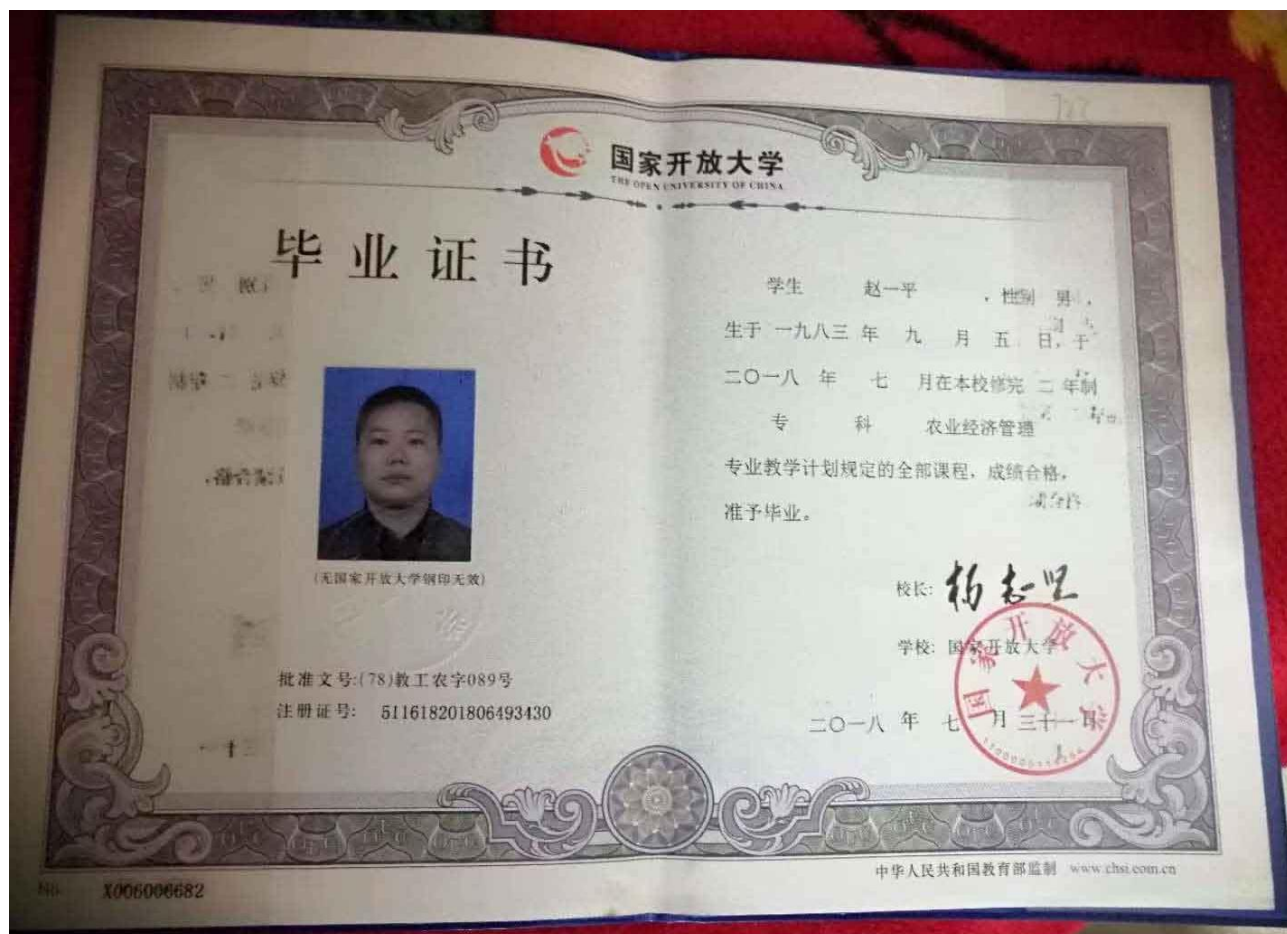 国家开放大学
THE OPEN UNIVERSITY OF CHINA
毕业证书
(无国家开放大学钢印无效)
批准文号:(78)教工农字089号
注册证号: 511618201806493430
学生 赵一平 ，性别 男，
生于 一九八三 年 九 月 五 日，于
二〇一八 年 七 月在本校修完 二 年制
专 科 农业经济管理
专业教学计划规定的全部课程，成绩合格，
准予毕业。
校长:
学校: 国家开放大学
国家开放大学
二〇一八 年 七 月 三十一 日
中华人民共和国教育部监制 www.chsi.com.cn
No. X006006682